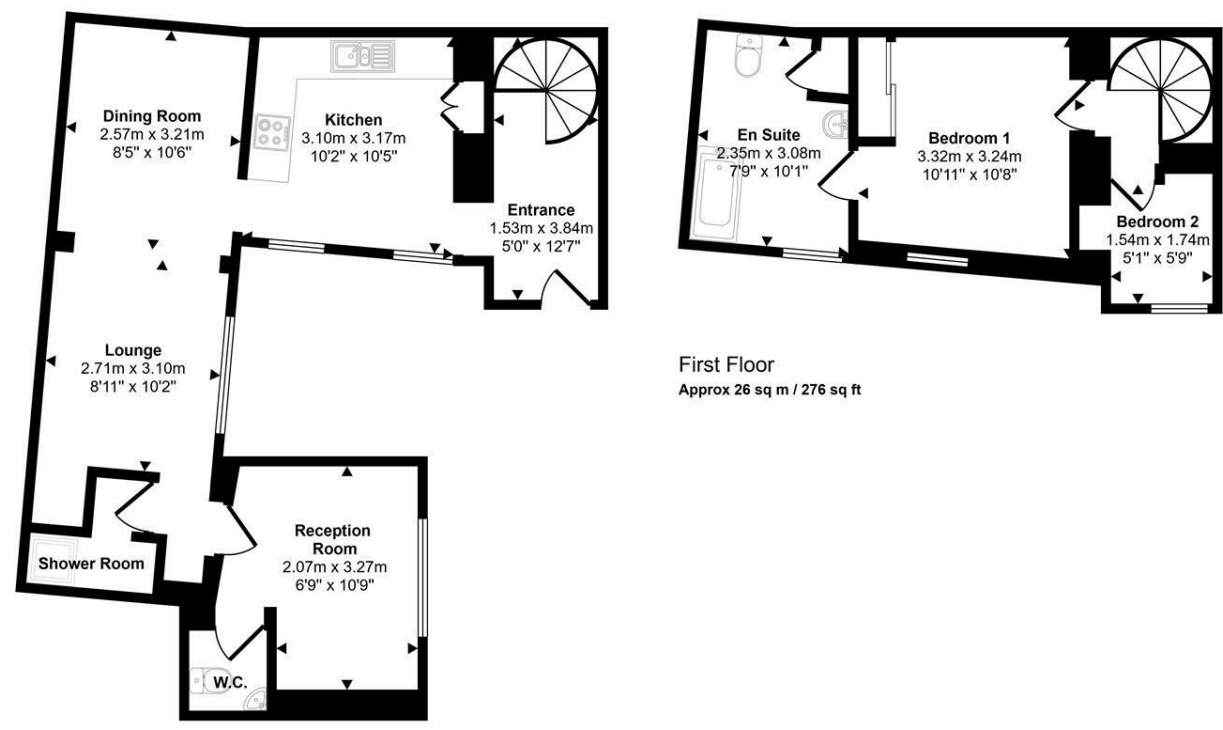 Dining Room
2.57m x 3.21m
8'5" x 10'6"
Kitchen
3.10m x 3.17m
10'2" x 10'5"
Entrance
1.53m x 3.84m
5'0" x 12'7"
Lounge
2.71m x 3.10m
8'11" x 10'2"
Reception
Room
2.07m x 3.27m
6'9" x 10'9"
Shower Room
W.C.
En Suite
2.35m x 3.08m
7'9" x 10'1"
Bedroom 1
3.32m x 3.24m
10'11" x 10'8"
Bedroom 2
1.54m x 1.74m
5'1" x 5'9"
First Floor
Approx 26 sq m / 276 sq ft